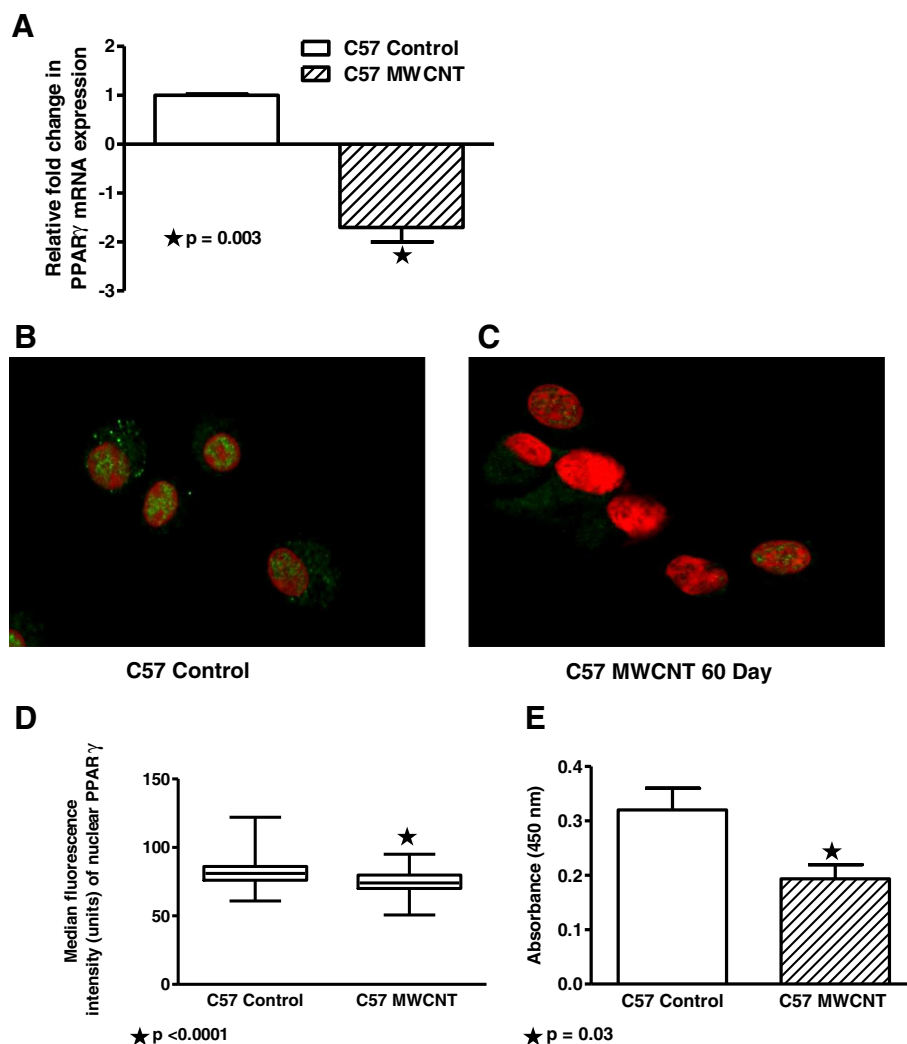 A
C57 Control
C57 MWCNT
Relative fold change in
PPARγ mRNA expression
2
1
0
-1
-2
-3
★ p = 0.003
★
B
C
C57 Control
C57 MWCNT 60 Day
D
Median fluorescence
intensity (units) of nuclear PPARγ
150
100
50
0
★
C57 Control
C57 MWCNT
★ p <0.0001
E
Absorbance (450 nm)
0.4
0.3
0.2
0.1
0.0
★
C57 Control
C57 MWCNT
★ p = 0.03